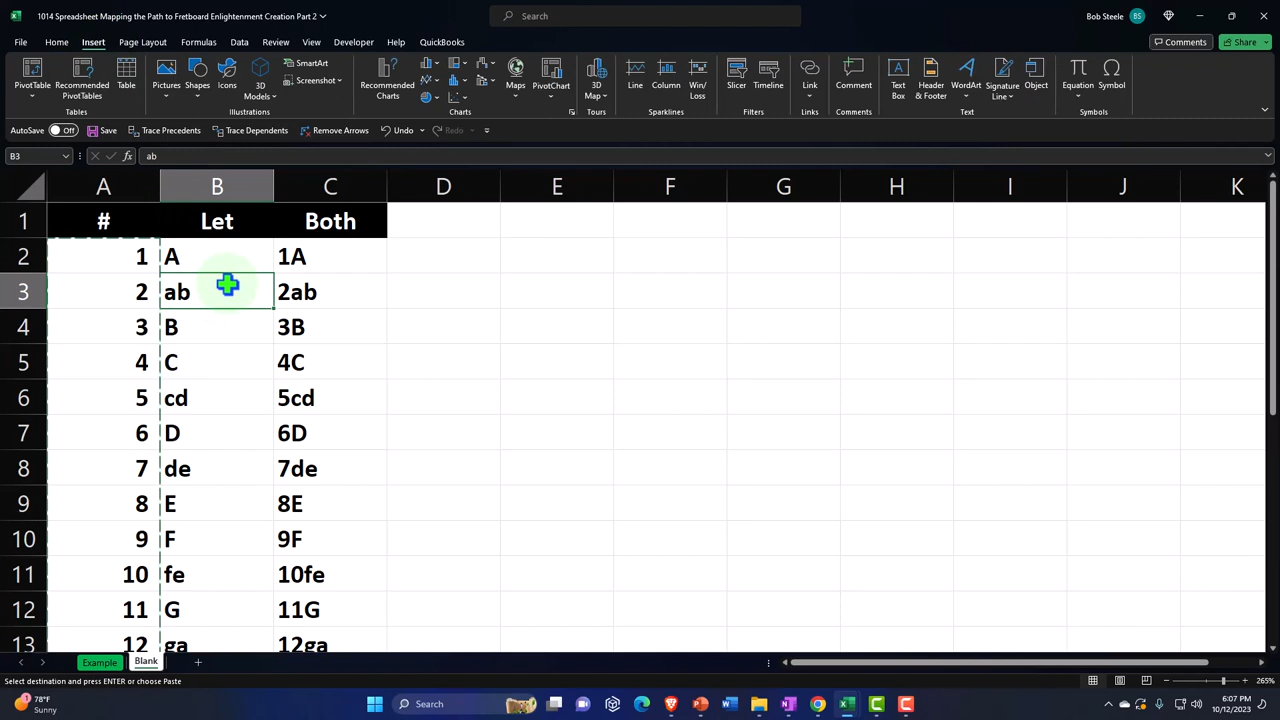 1014 Spreadsheet Mapping the Path to Fretboard Enlightenment Creation Part 2
Search
Bob Steele
BS
File Home Insert Page Layout Formulas Data Review View Developer Automate Help QuickBooks
Comments
Share
PivotTable
Recommended PivotTables
Table
Pictures
Shapes
Icons
3D Models
SmartArt
Screenshot
Recommended Charts
Maps
PivotChart
3D Map
Line
Column
Win/ Loss
Slicer
Timeline
Link
Comment
Text Box
Header & Footer
WordArt
Signature Line
Object
Equation
Symbol
Tables
Illustrations
Charts
Tours
Sparklines
Filters
Links
Comments
Text
Symbols
AutoSave Off Save Trace Precedents Trace Dependents Remove Arrows Undo Redo
B3 fx ab
A B C D E F G H I J K
1 # Let Both
2 1 A 1A
3 2 ab 2ab
4 3 B 3B
5 4 C 4C
6 5 cd 5cd
7 6 D 6D
8 7 de 7de
9 8 E 8E
10 9 F 9F
11 10 fe 10fe
12 11 G 11G
13 12 ga 12ga
Example Blank
Select destination and press ENTER or choose Paste
265%
1
78°F
Sunny
Search
6:07 PM
10/12/2023